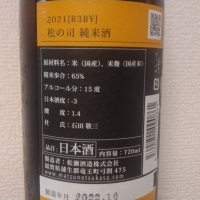 2021[R3BY]
松の司 純米酒
原材料名：米（国産）、米麹（国産米）
精米歩合：65%
アルコール分：15度
日本酒度：-3
酸　度：1.4
杜　氏：石田 敬三
品目 日本酒 内容量 720ml
製造者：松瀬酒造株式会社
滋賀県蒲生郡竜王町弓削475
www.matsunotsukasa.com
製造年月 2022.10